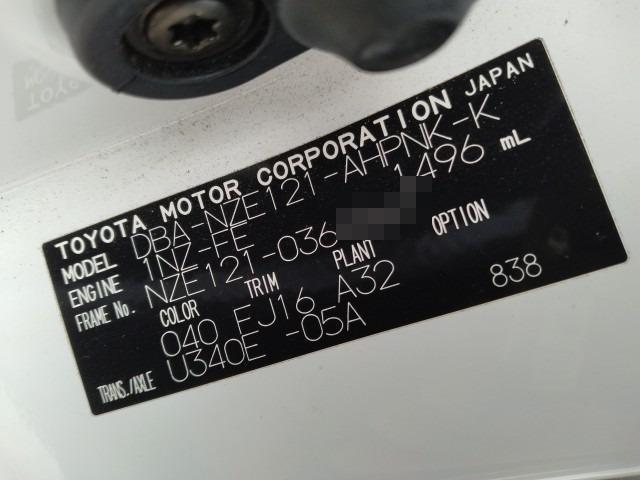 TOYOTA MOTOR CORPORATION JAPAN
MODEL DBA-NZE121-AHPNK-K
ENGINE 1NZ-FE 1496 mL
FRAME No. NZE121-036
COLOR TRIM PLANT OPTION
040 FJ16 A32 838
TRANS./AXLE U340E -05A